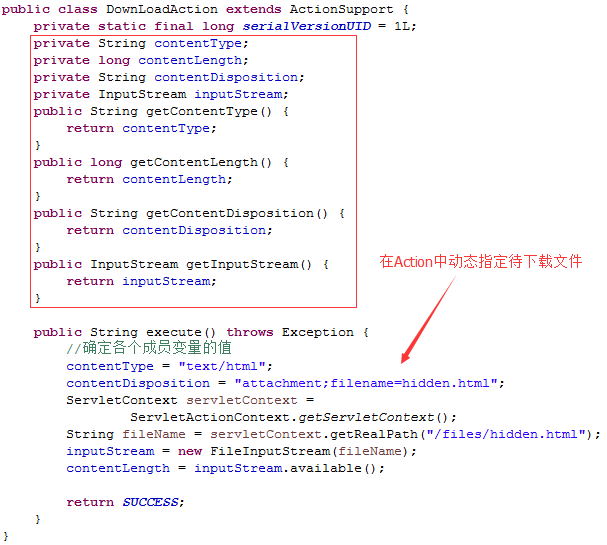 public class DownLoadAction extends ActionSupport {
    private static final long serialVersionUID = 1L;
    private String contentType;
    private long contentLength;
    private String contentDisposition;
    private InputStream inputStream;
    public String getContentType() {
        return contentType;
    }
    public long getContentLength() {
        return contentLength;
    }
    public String getContentDisposition() {
        return contentDisposition;
    }
    public InputStream getInputStream() {
        return inputStream;
    }
在Action中动态指定待下载文件
    public String execute() throws Exception {
        //确定各个成员变量的值
        contentType = "text/html";
        contentDisposition = "attachment;filename=hidden.html";
        ServletContext servletContext =
                ServletActionContext.getServletContext();
        String fileName = servletContext.getRealPath("/files/hidden.html");
        inputStream = new FileInputStream(fileName);
        contentLength = inputStream.available();
        return SUCCESS;
    }
}